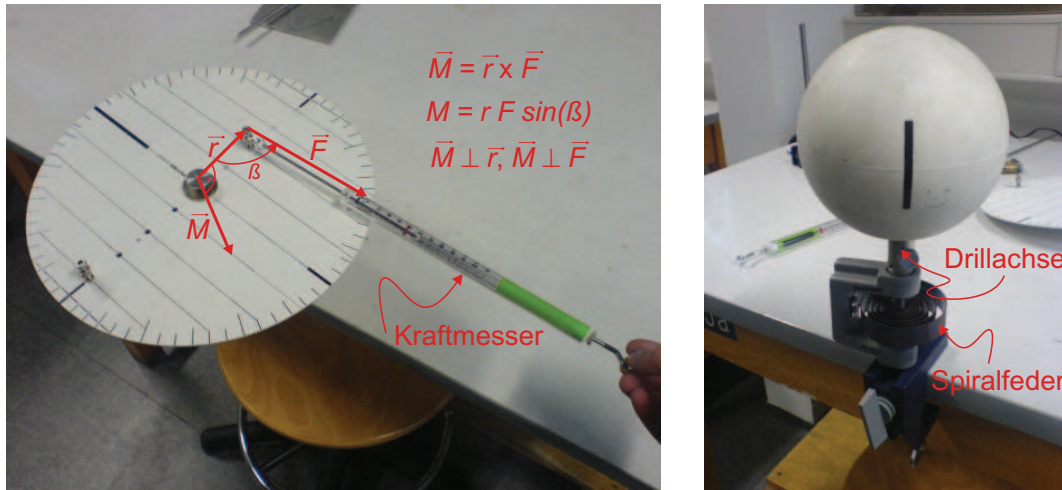 M⃗ = r⃗ x F⃗
M = r F sin(ß)
M⃗ ⊥ r⃗, M⃗ ⊥ F⃗
r⃗
F⃗
ß
M⃗
Kraftmesser
Drillachse
Spiralfeder